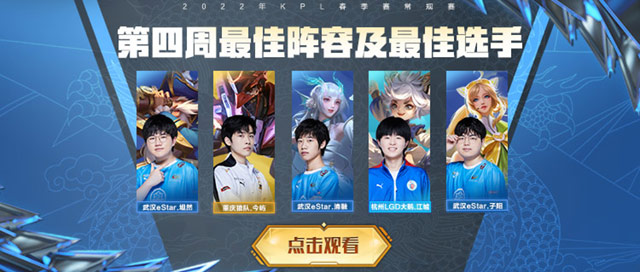 2022年KPL春季赛常规赛
第四周最佳阵容及最佳选手
武汉eStar.坦然
重庆狼队.今屿
武汉eStar.清融
杭州LGD大鹅.江城
武汉eStar.子阳
点击观看